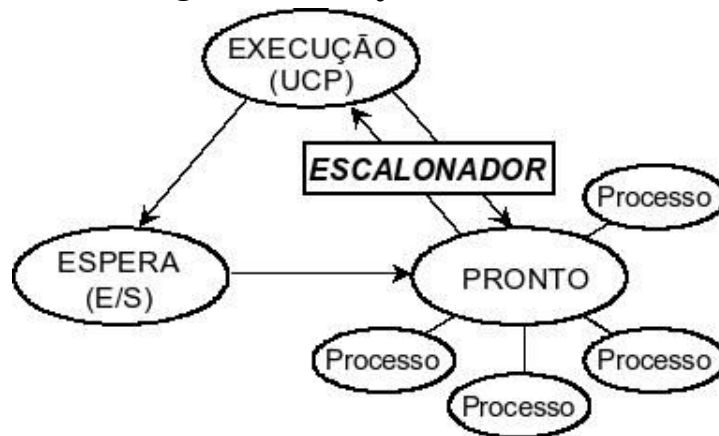 EXECUÇÃO
(UCP)
ESCALONADOR
Processo
ESPERA
(E/S)
PRONTO
Processo
Processo
Processo